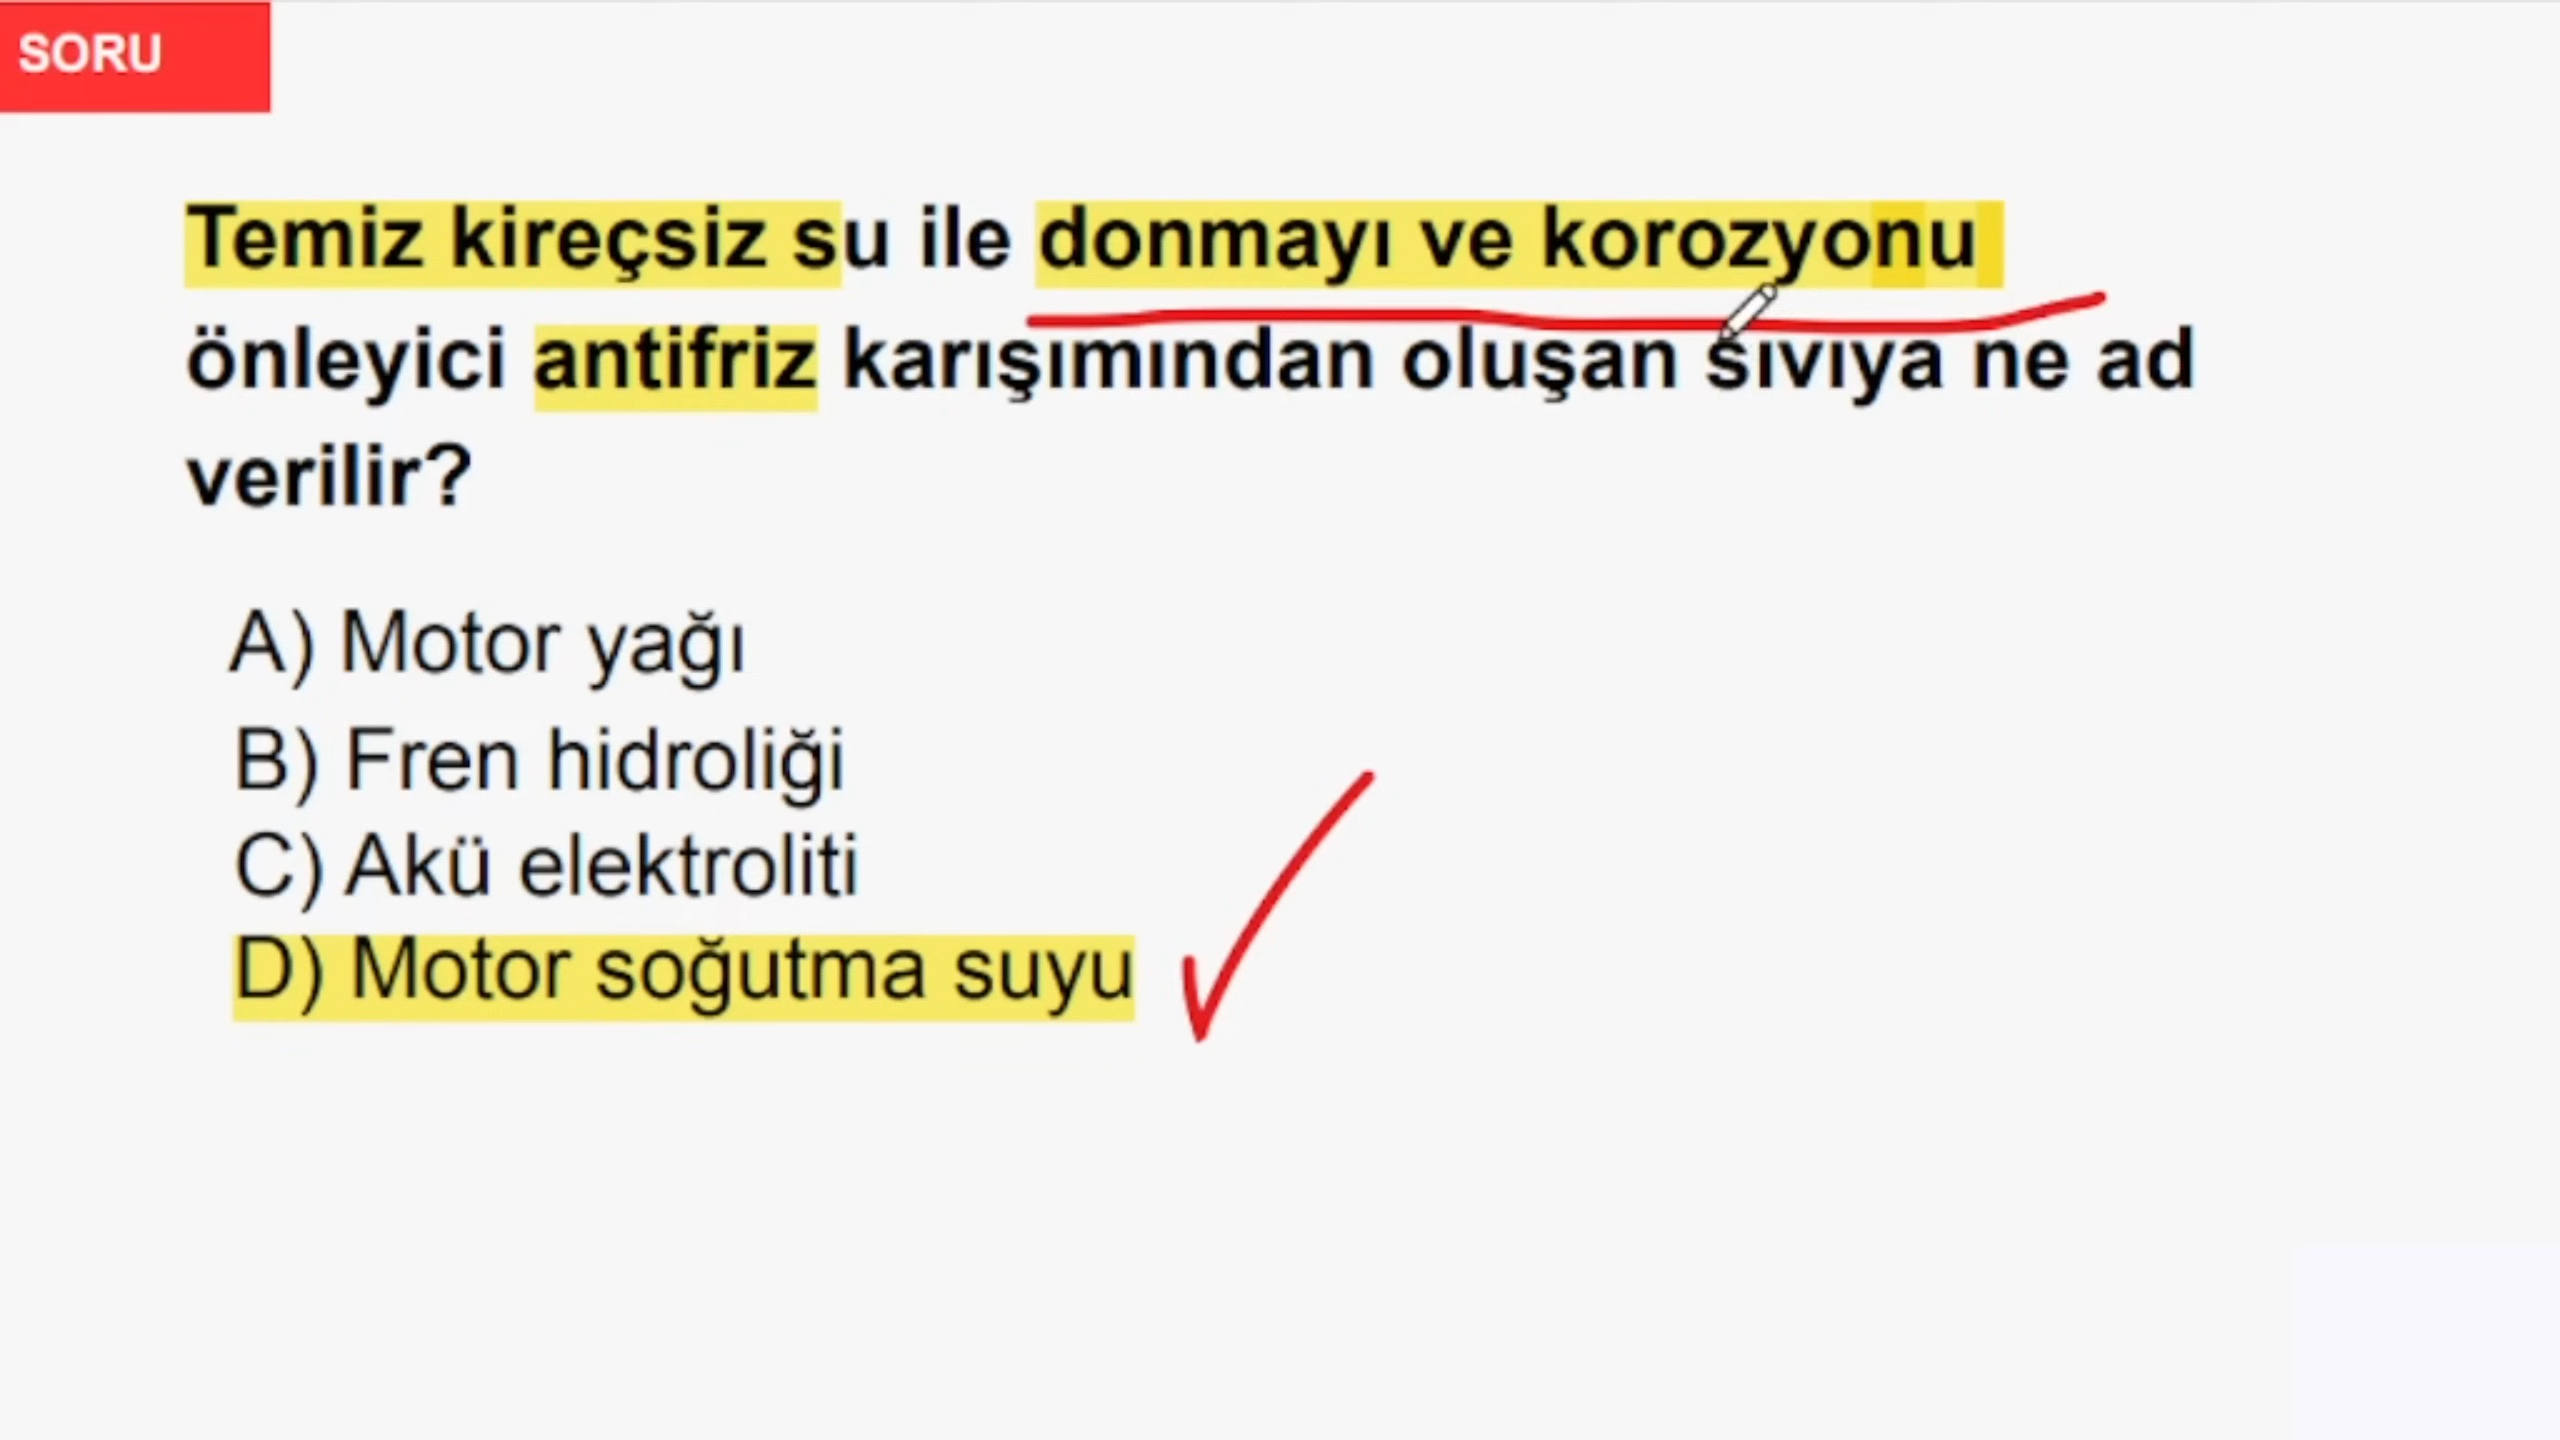 SORU
Temiz kireçsiz su ile donmayı ve korozyonu
önleyici antifriz karışımından oluşan sıvıya ne ad
verilir?
A) Motor yağı
B) Fren hidroliği
C) Akü elektroliti
D) Motor soğutma suyu